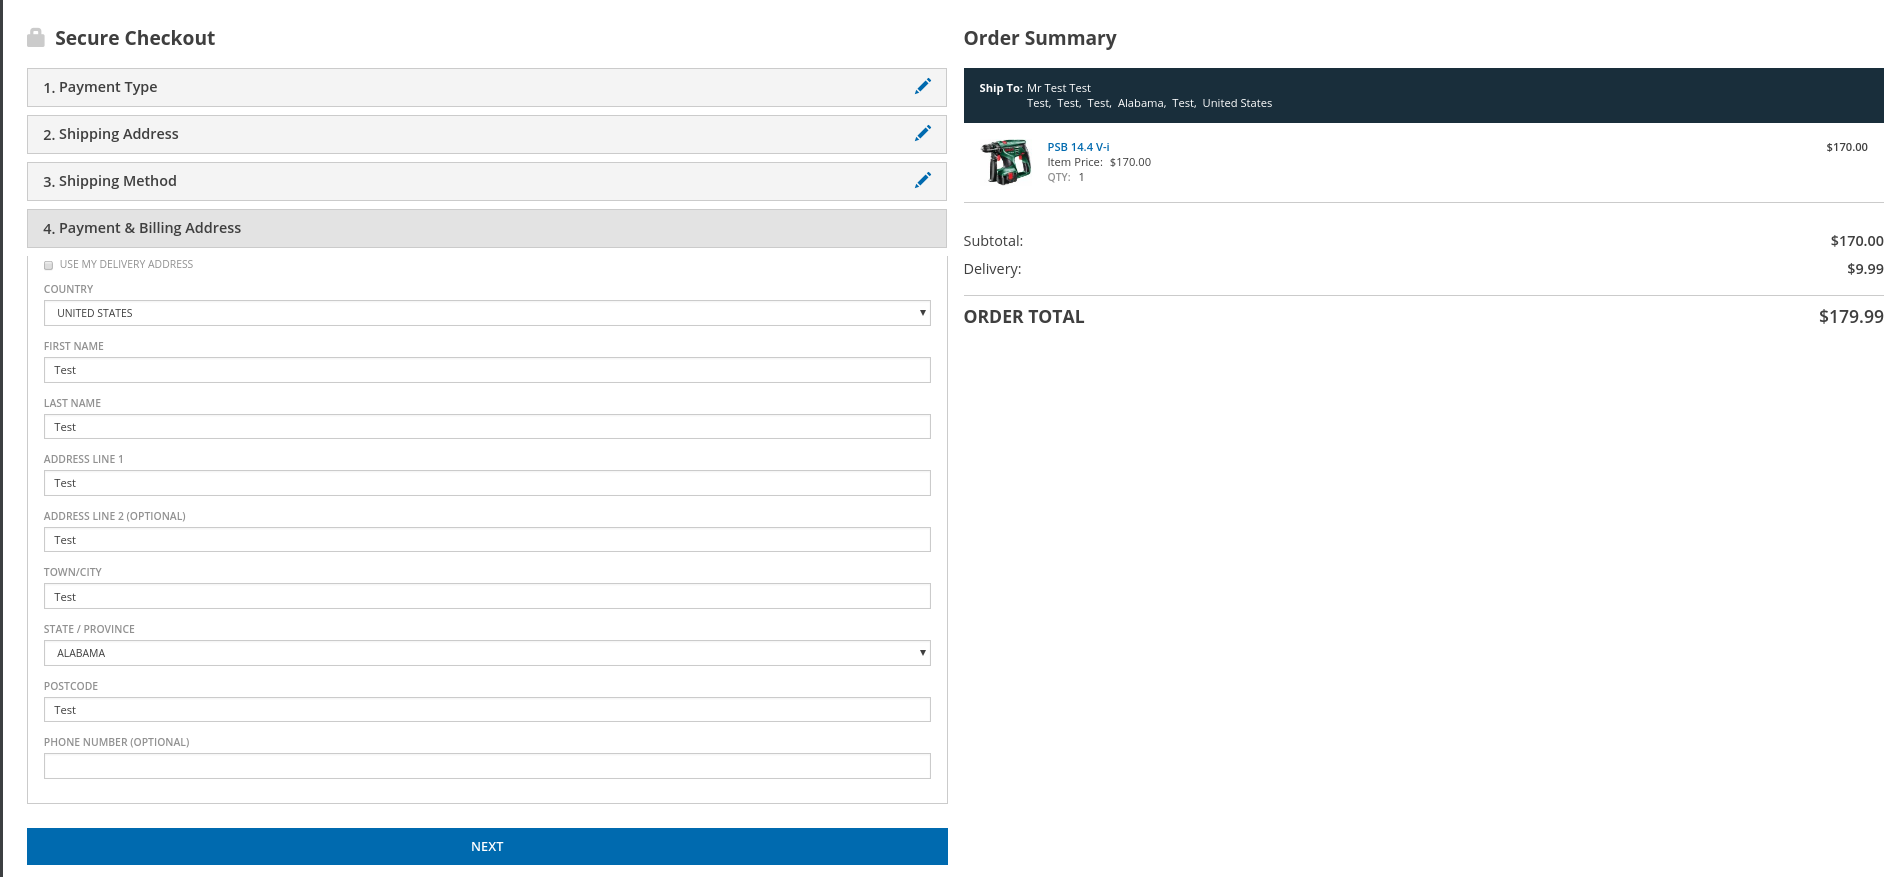 Secure Checkout
1. Payment Type
2. Shipping Address
3. Shipping Method
4. Payment & Billing Address
USE MY DELIVERY ADDRESS
COUNTRY
UNITED STATES
FIRST NAME
Test
LAST NAME
Test
ADDRESS LINE 1
Test
ADDRESS LINE 2 (OPTIONAL)
Test
TOWN/CITY
Test
STATE / PROVINCE
ALABAMA
POSTCODE
Test
PHONE NUMBER (OPTIONAL)
NEXT
Order Summary
Ship To: Mr Test Test
Test, Test, Test, Alabama, Test, United States
PSB 14.4 V-i $170.00
Item Price: $170.00
QTY: 1
Subtotal: $170.00
Delivery: $9.99
ORDER TOTAL $179.99